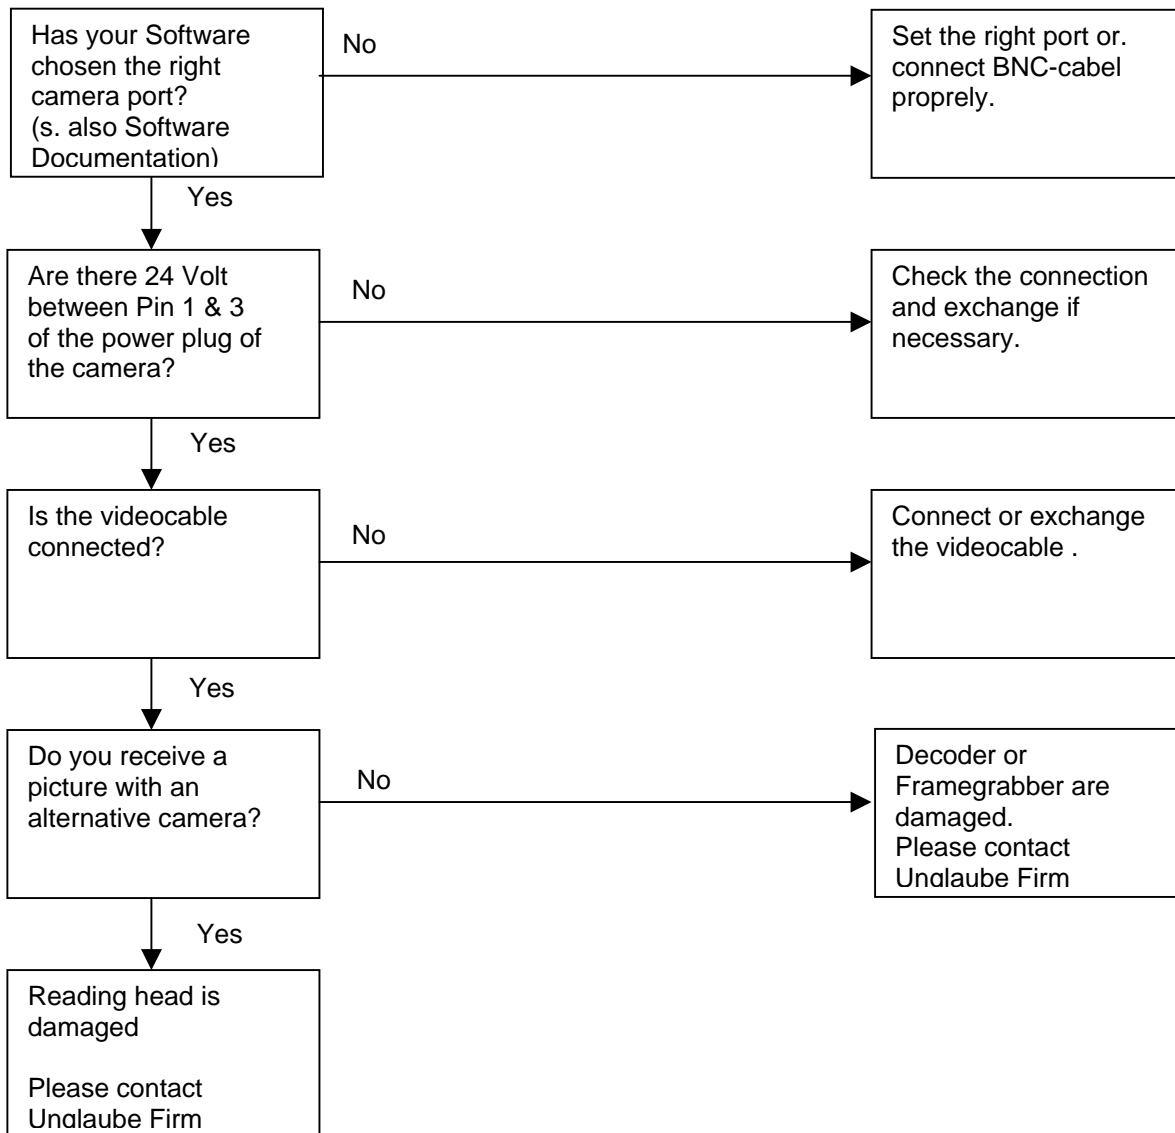 Has your Software
chosen the right
camera port?
(s. also Software
Documentation)
No
Set the right port or.
connect BNC-cabel
proprely.
Yes
Are there 24 Volt
between Pin 1 & 3
of the power plug of
the camera?
No
Check the connection
and exchange if
necessary.
Yes
Is the videocable
connected?
No
Connect or exchange
the videocable .
Yes
Do you receive a
picture with an
alternative camera?
No
Decoder or
Framegrabber are
damaged.
Please contact
Unglaube Firm
Yes
Reading head is
damaged
Please contact
Unglaube Firm